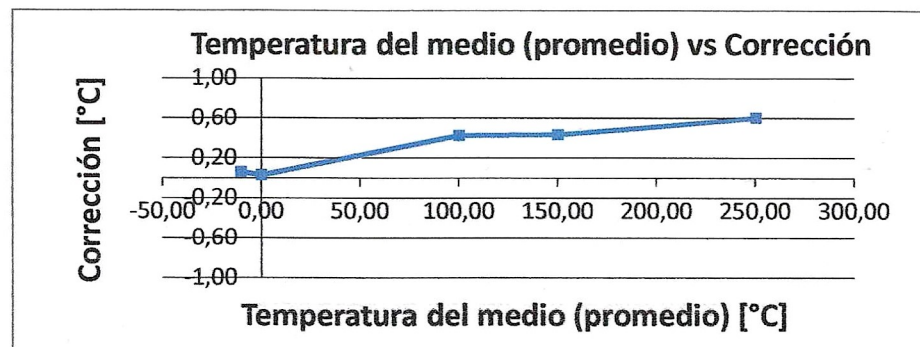 Temperatura del medio (promedio) vs Corrección
Corrección [°C]
1,00
0,60
0,20
-0,20
-0,60
-1,00
-50,00 0,00 50,00 100,00 150,00 200,00 250,00 300,00
Temperatura del medio (promedio) [°C]